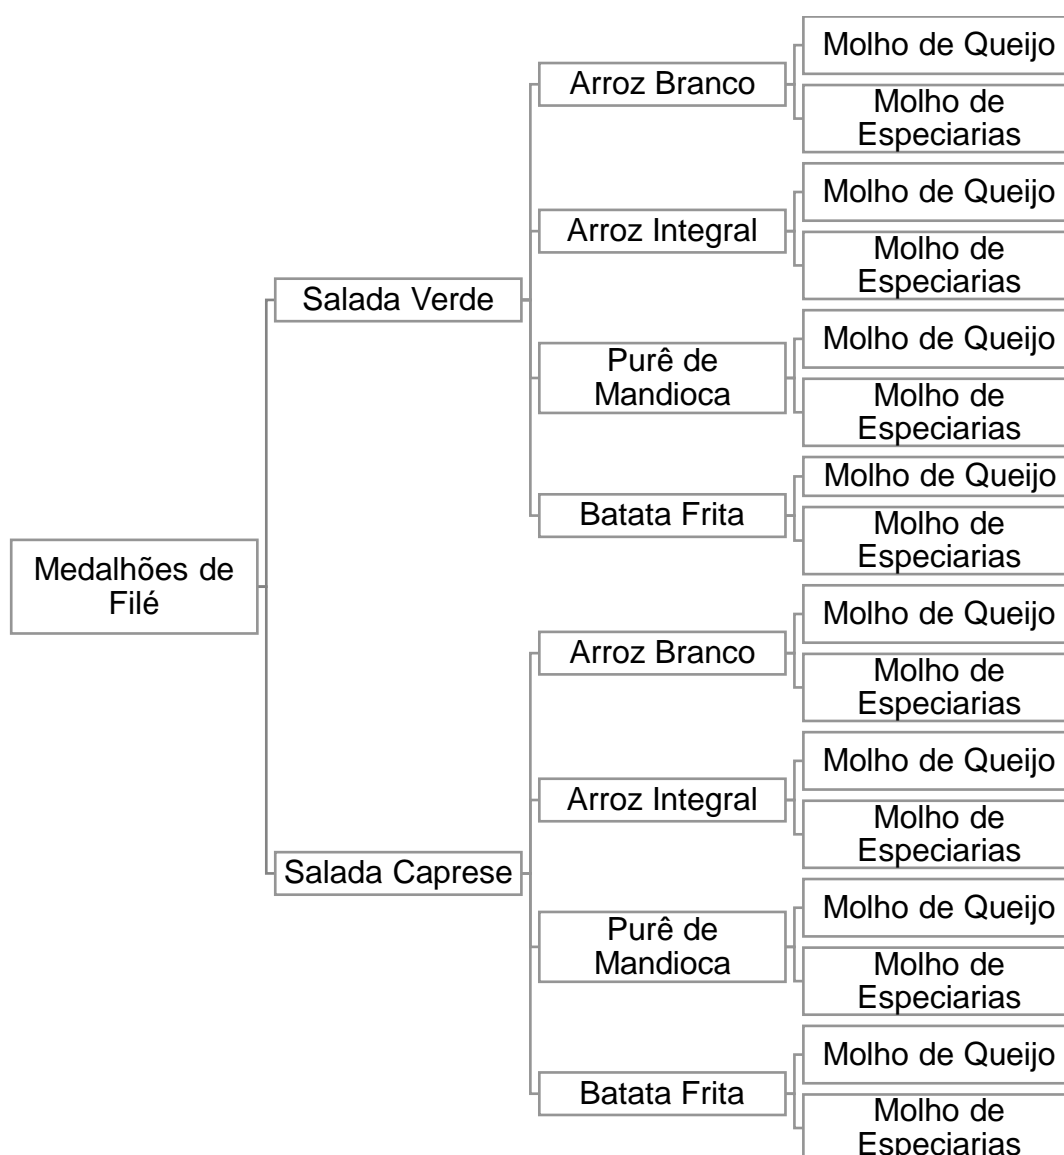 Molho de Queijo
Arroz Branco
Molho de
Especiarias
Molho de Queijo
Arroz Integral
Molho de
Especiarias
Salada Verde
Molho de Queijo
Purê de
Mandioca
Molho de
Especiarias
Molho de Queijo
Batata Frita
Molho de
Especiarias
Medalhões de
Filé
Molho de Queijo
Arroz Branco
Molho de
Especiarias
Molho de Queijo
Arroz Integral
Molho de
Especiarias
Salada Caprese
Molho de Queijo
Purê de
Mandioca
Molho de
Especiarias
Molho de Queijo
Batata Frita
Molho de
Especiarias